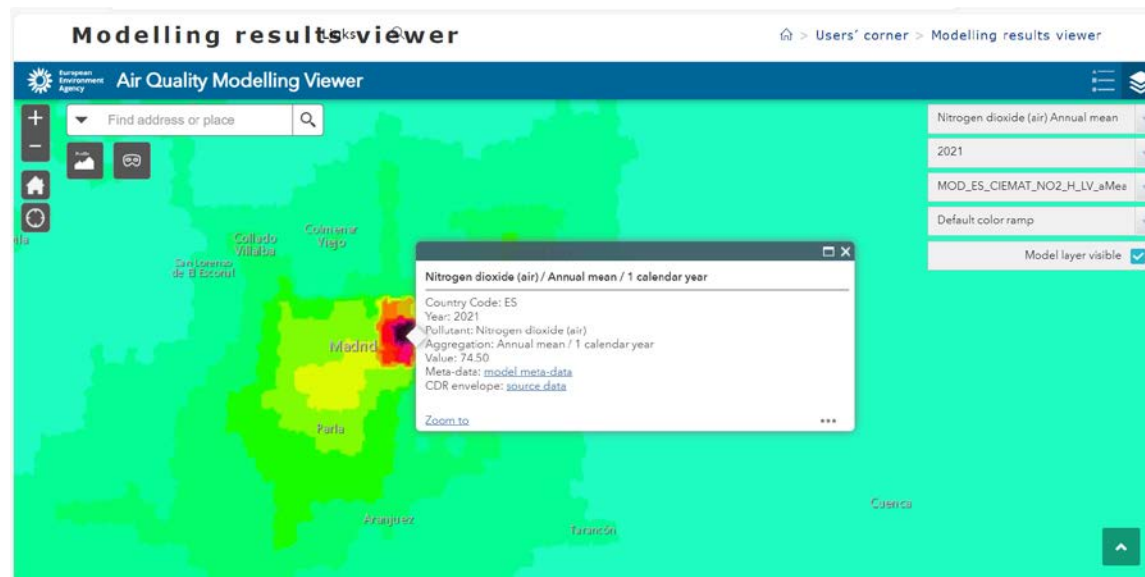 Modelling results viewer
Links
> Users' corner > Modelling results viewer
European
Environment
Agency
Air Quality Modelling Viewer
Find address or place
Nitrogen dioxide (air) Annual mean
2021
MOD_ES_CIEMAT_NO2_H_LV_aMea
Default color ramp
Model layer visible
Colmenar
Viejo
Collado
Villalba
San Lorenzo
de El Escorial
Madrid
Parla
Aranjuez
Tarancón
Cuenca
Nitrogen dioxide (air) / Annual mean / 1 calendar year
Country Code: ES
Year: 2021
Pollutant: Nitrogen dioxide (air)
Aggregation: Annual mean / 1 calendar year
Value: 74.50
Meta-data: model meta-data
CDR envelope: source data
Zoom to